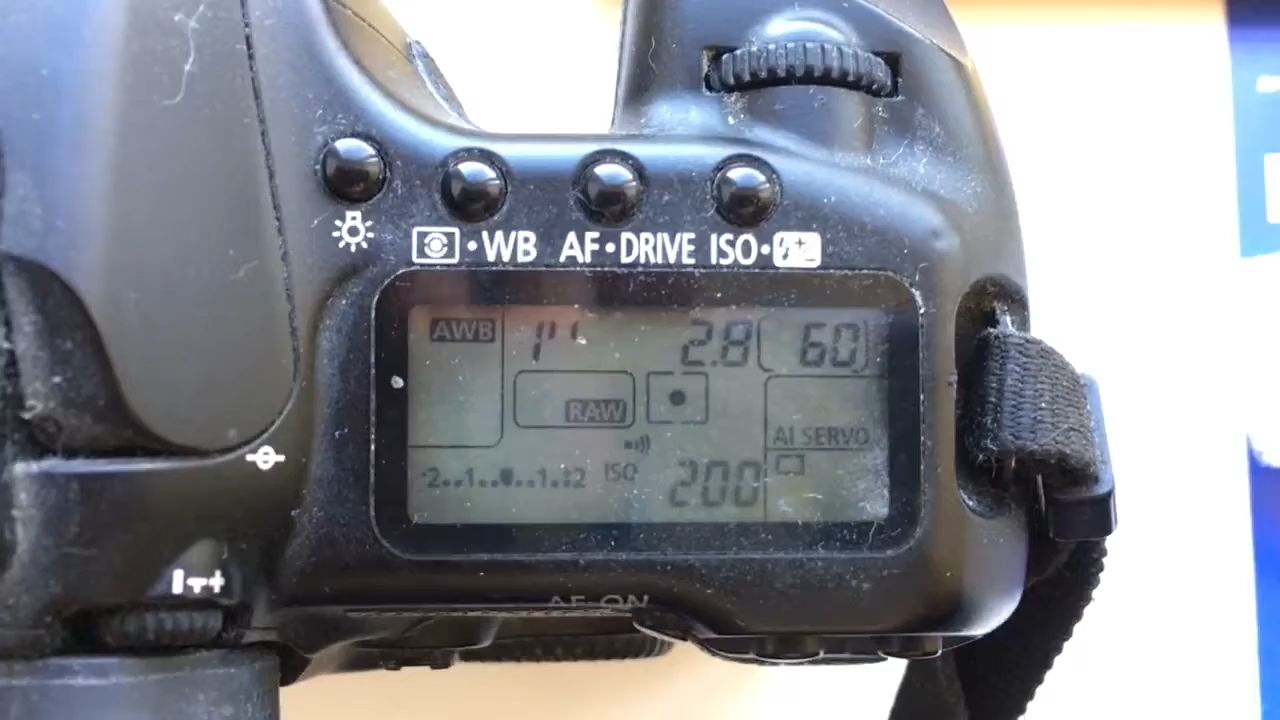 WB AF•DRIVE ISO•
AWB 1" 2.8 60
RAW
AI SERVO
-2..1..▼..1.:2 ISO 200
AF-ON